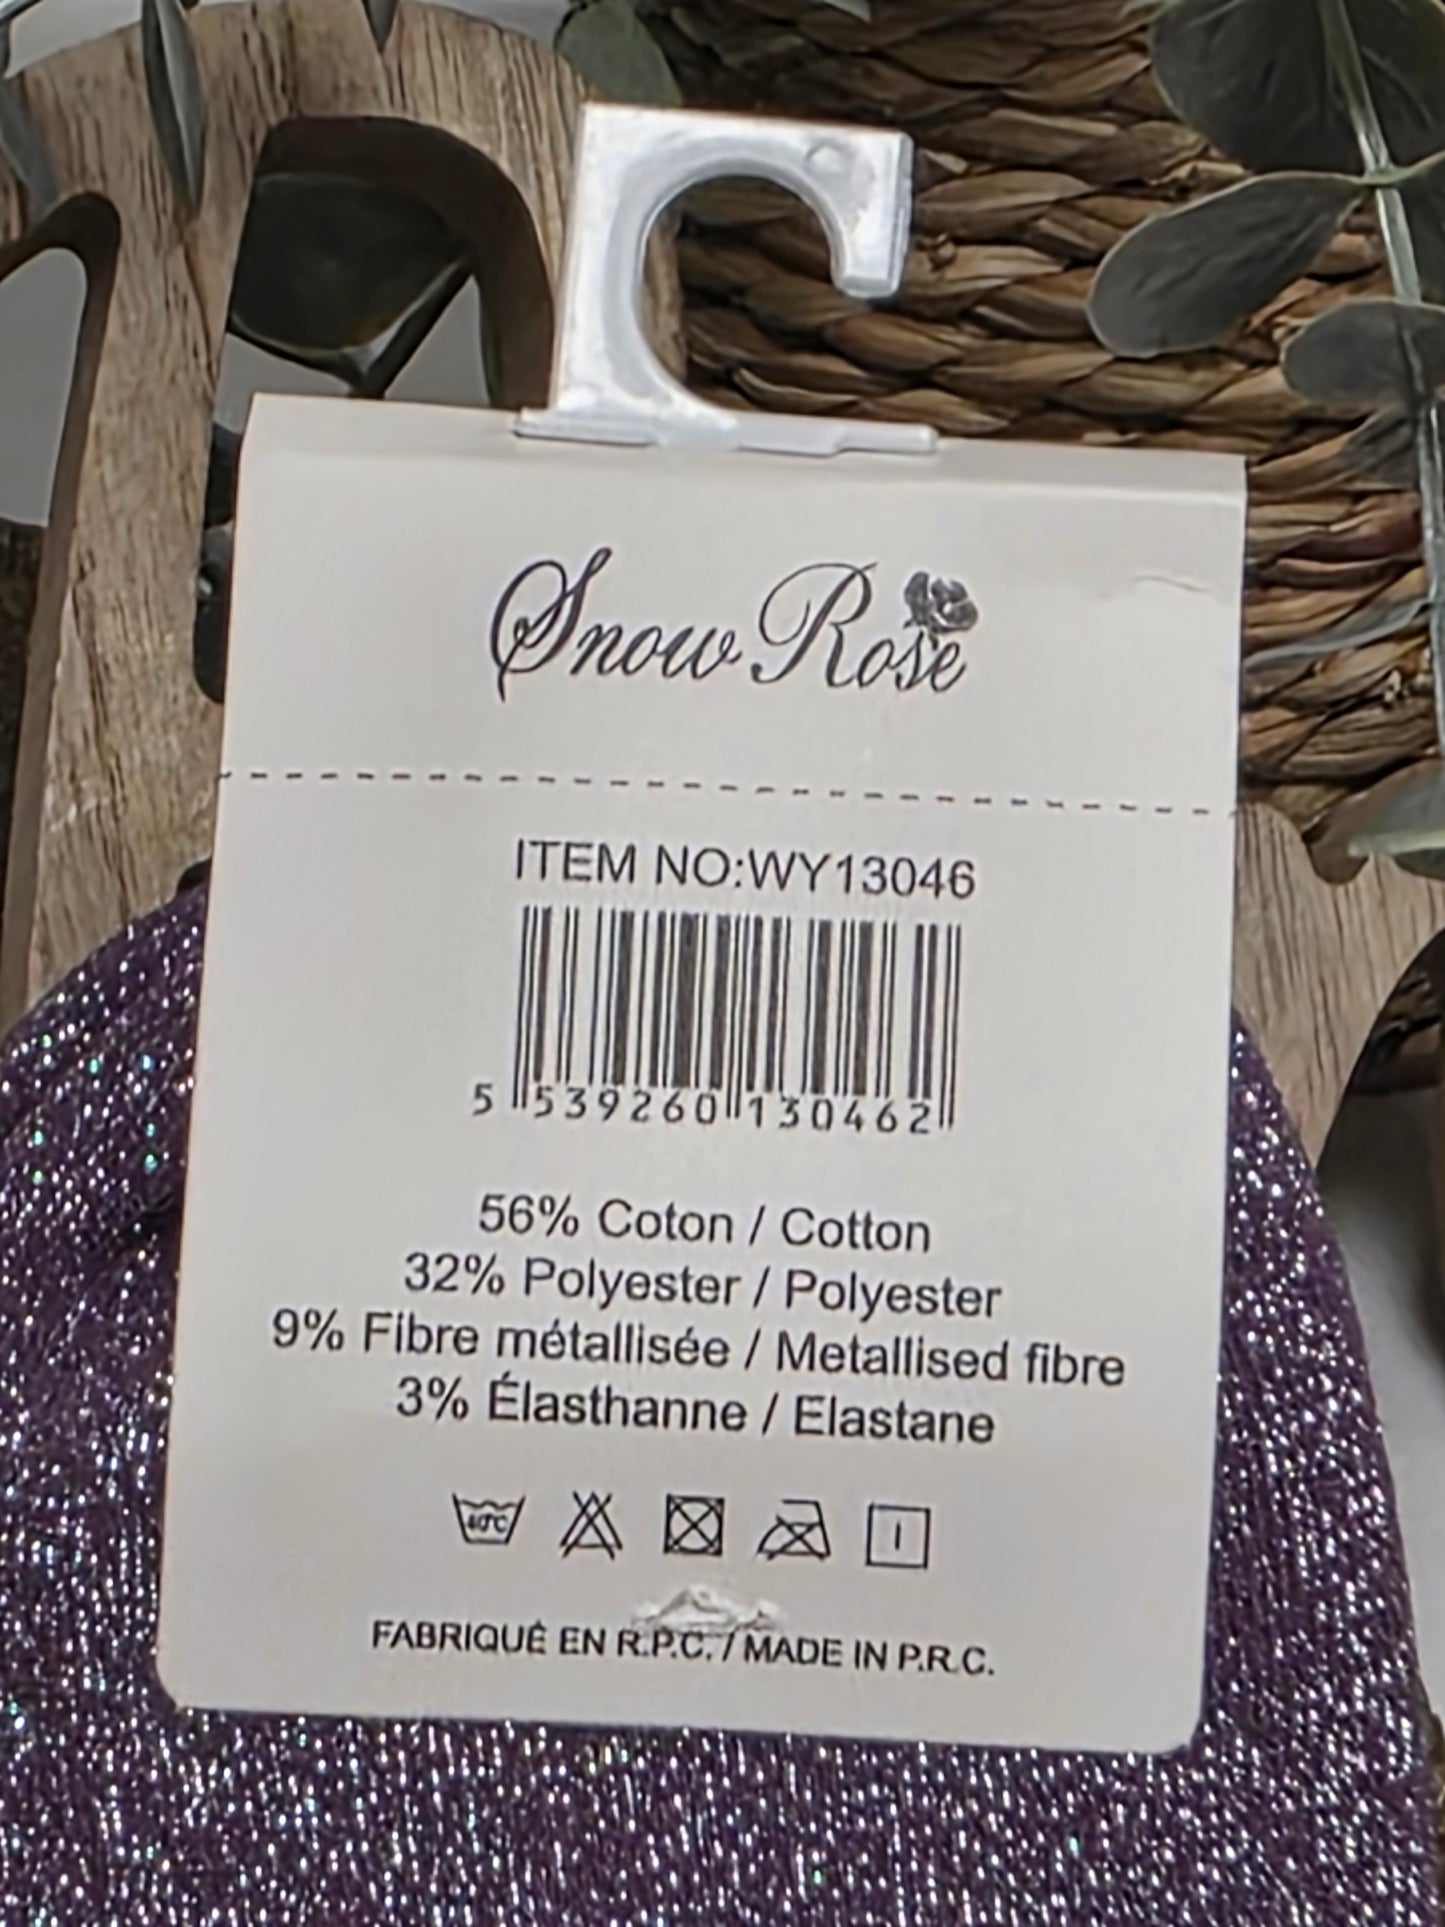 Snow Rose
ITEM NO:WY13046
5 539260 130462
56% Coton / Cotton
32% Polyester / Polyester
9% Fibre métallisée / Metallised fibre
3% Élasthanne / Elastane
40°C
FABRIQUÉ EN R.P.C. / MADE IN P.R.C.